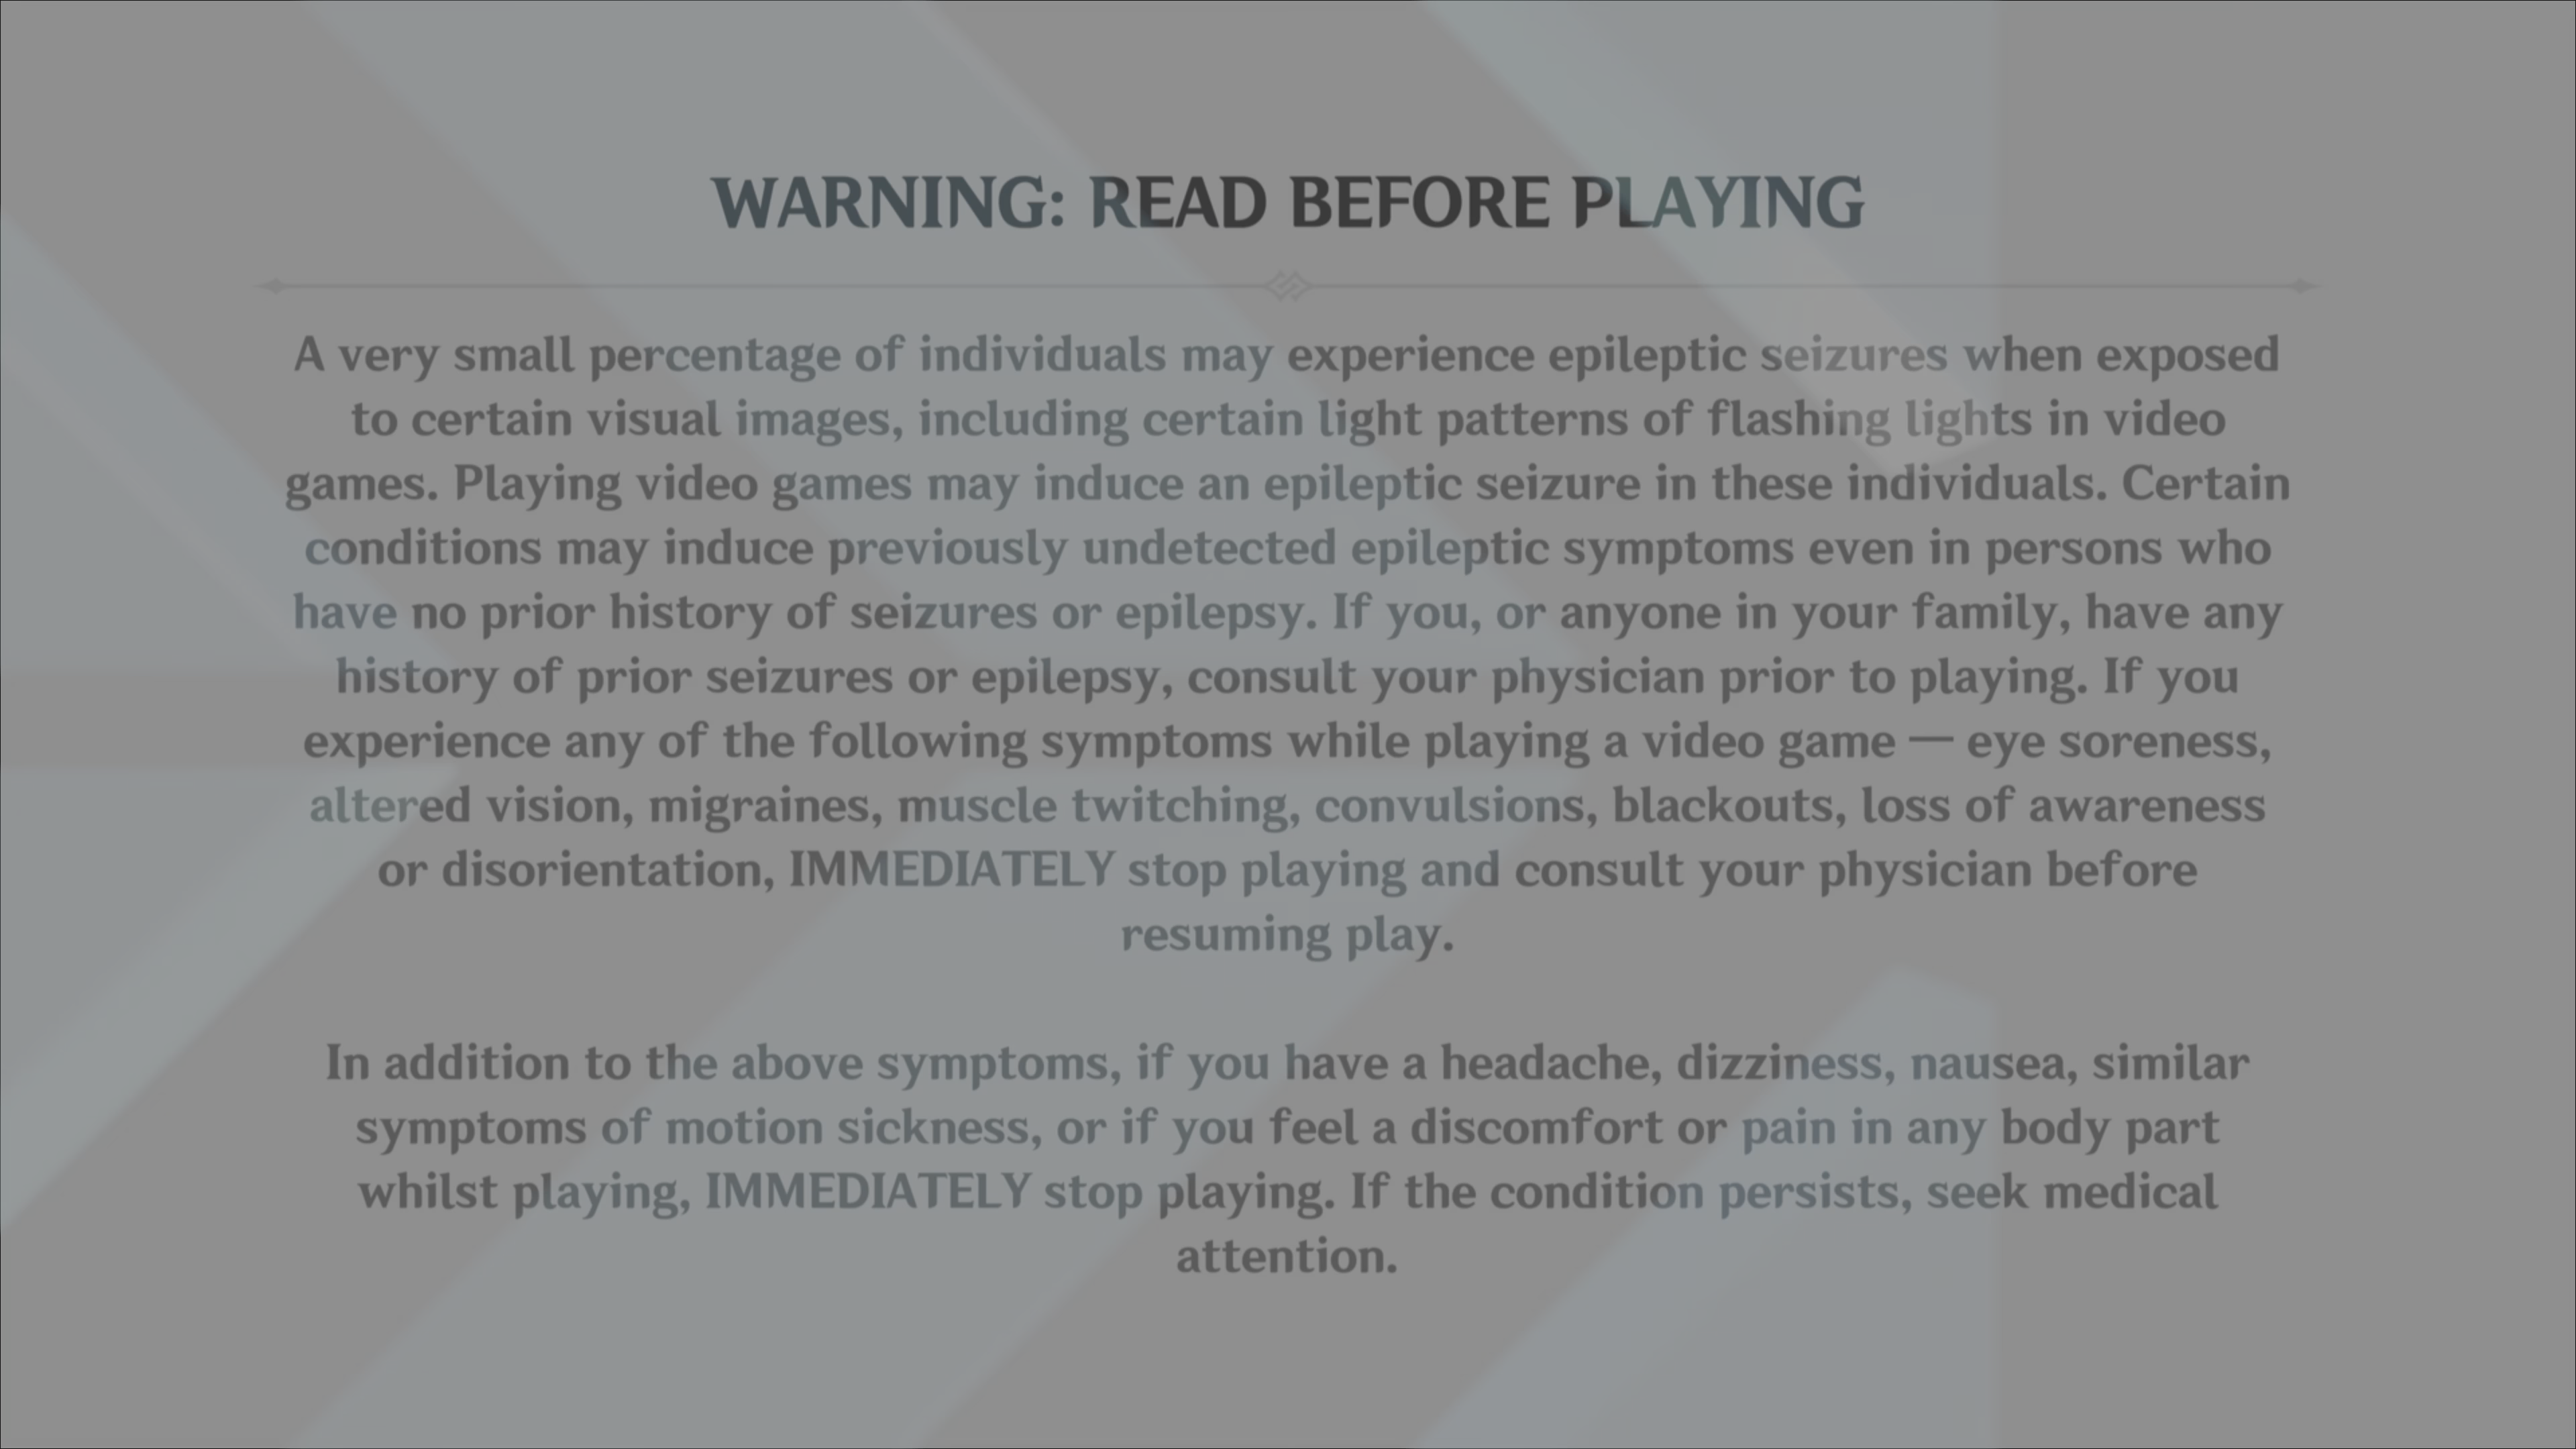 WARNING: READ BEFORE PLAYING
A very small percentage of individuals may experience epileptic seizures when exposed
to certain visual images, including certain light patterns of flashing lights in video
games. Playing video games may induce an epileptic seizure in these individuals. Certain
conditions may induce previously undetected epileptic symptoms even in persons who
have no prior history of seizures or epilepsy. If you, or anyone in your family, have any
history of prior seizures or epilepsy, consult your physician prior to playing. If you
experience any of the following symptoms while playing a video game — eye soreness,
altered vision, migraines, muscle twitching, convulsions, blackouts, loss of awareness
or disorientation, IMMEDIATELY stop playing and consult your physician before
resuming play.
In addition to the above symptoms, if you have a headache, dizziness, nausea, similar
symptoms of motion sickness, or if you feel a discomfort or pain in any body part
whilst playing, IMMEDIATELY stop playing. If the condition persists, seek medical
attention.